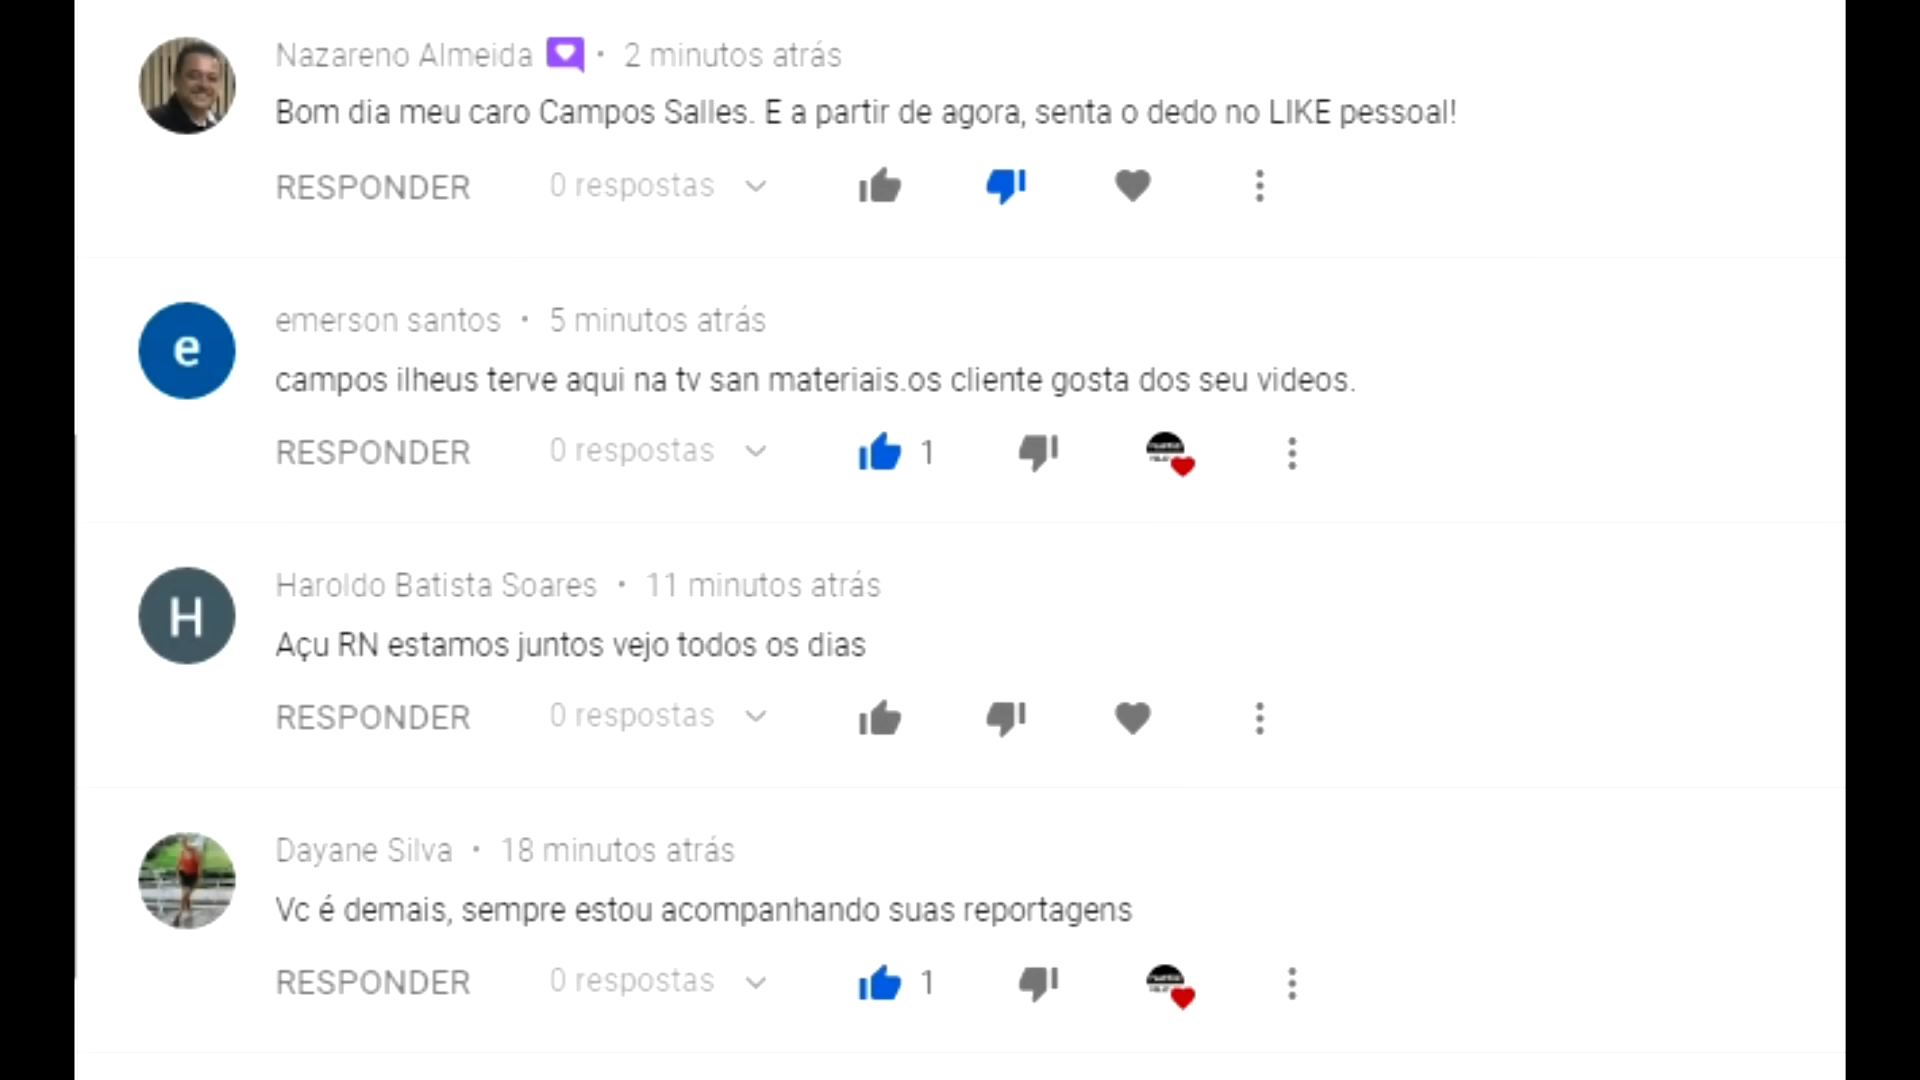 Nazareno Almeida • 2 minutos atrás
Bom dia meu caro Campos Salles. E a partir de agora, senta o dedo no LIKE pessoal!
RESPONDER 0 respostas
e
emerson santos • 5 minutos atrás
campos ilheus terve aqui na tv san materiais.os cliente gosta dos seu videos.
RESPONDER 0 respostas 1
H
Haroldo Batista Soares • 11 minutos atrás
Açu RN estamos juntos vejo todos os dias
RESPONDER 0 respostas
Dayane Silva • 18 minutos atrás
Vc é demais, sempre estou acompanhando suas reportagens
RESPONDER 0 respostas 1